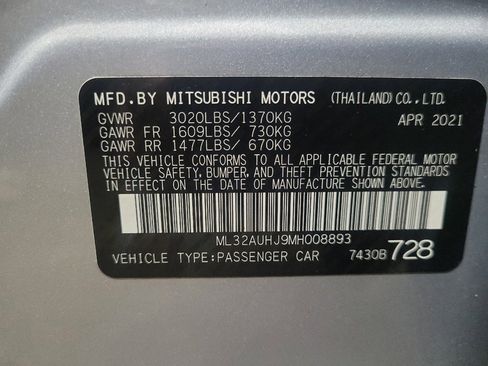 MFD.BY MITSUBISHI MOTORS (THAILAND)CO.,LTD.
GVWR 3020LBS/1370KG APR 2021
GAWR FR 1609LBS/ 730KG
GAWR RR 1477LBS/ 670KG
THIS VEHICLE CONFORMS TO ALL APPLICABLE FEDERAL MOTOR
VEHICLE SAFETY, BUMPER, AND THEFT PREVENTION STANDARDS
IN EFFECT ON THE DATE OF MANUFACTURE SHOWN ABOVE.
ML32AUHJ9MH008893
VEHICLE TYPE:PASSENGER CAR 7430B 728